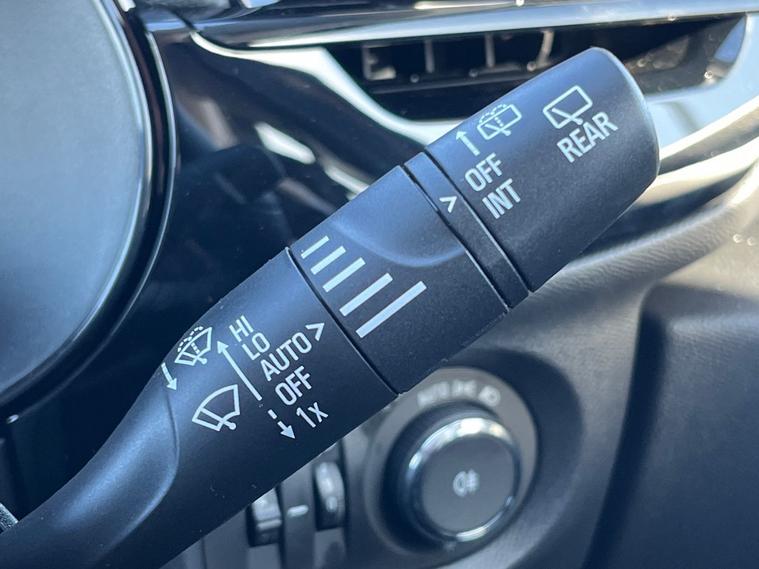 REAR
OFF
INT
>
HI
LO
AUTO >
OFF
1x